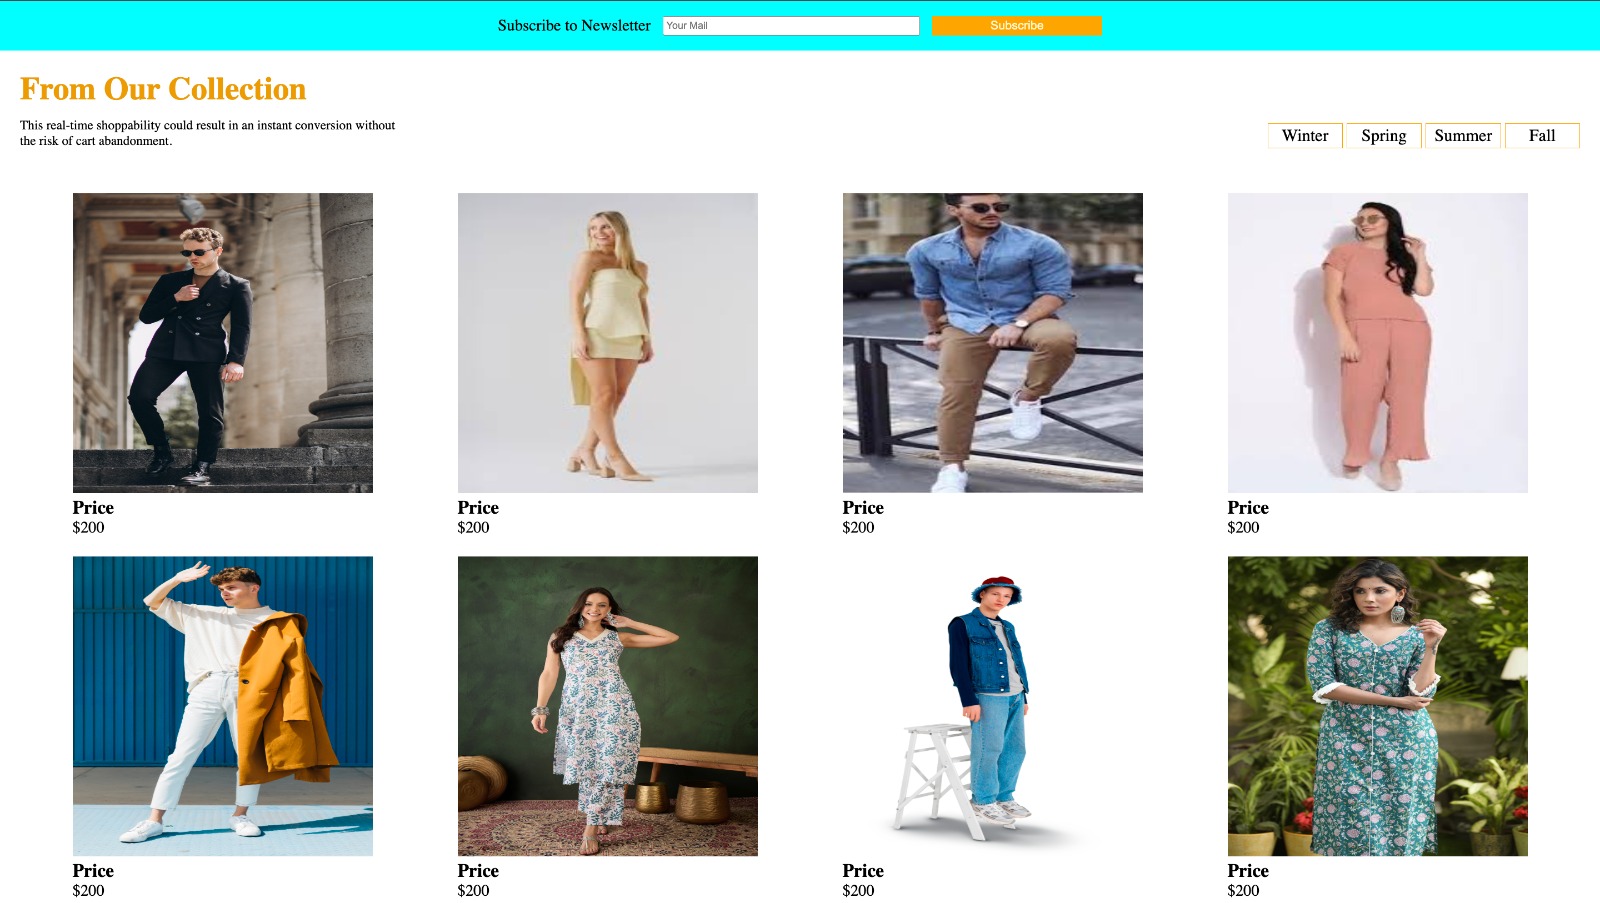 Subscribe to Newsletter Your Mail Subscribe
From Our Collection
This real-time shoppability could result in an instant conversion without
the risk of cart abandonment.
Winter Spring Summer Fall
Price Price Price Price
$200 $200 $200 $200
Price Price Price Price
$200 $200 $200 $200